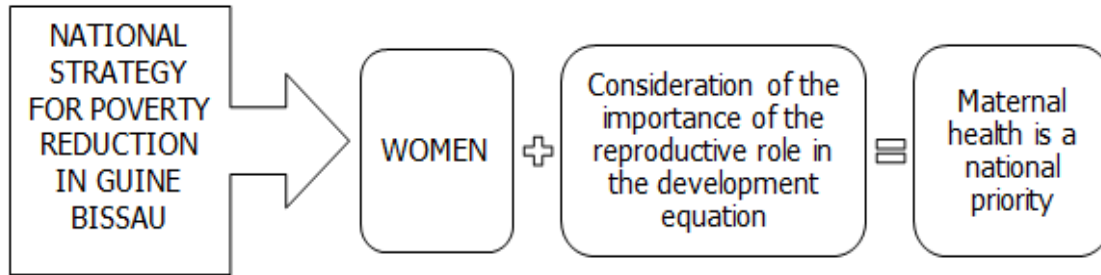 NATIONAL
STRATEGY
FOR POVERTY
REDUCTION
IN GUINE
BISSAU
WOMEN
Consideration of the
importance of the
reproductive role in
the development
equation
Maternal
health is a
national
priority